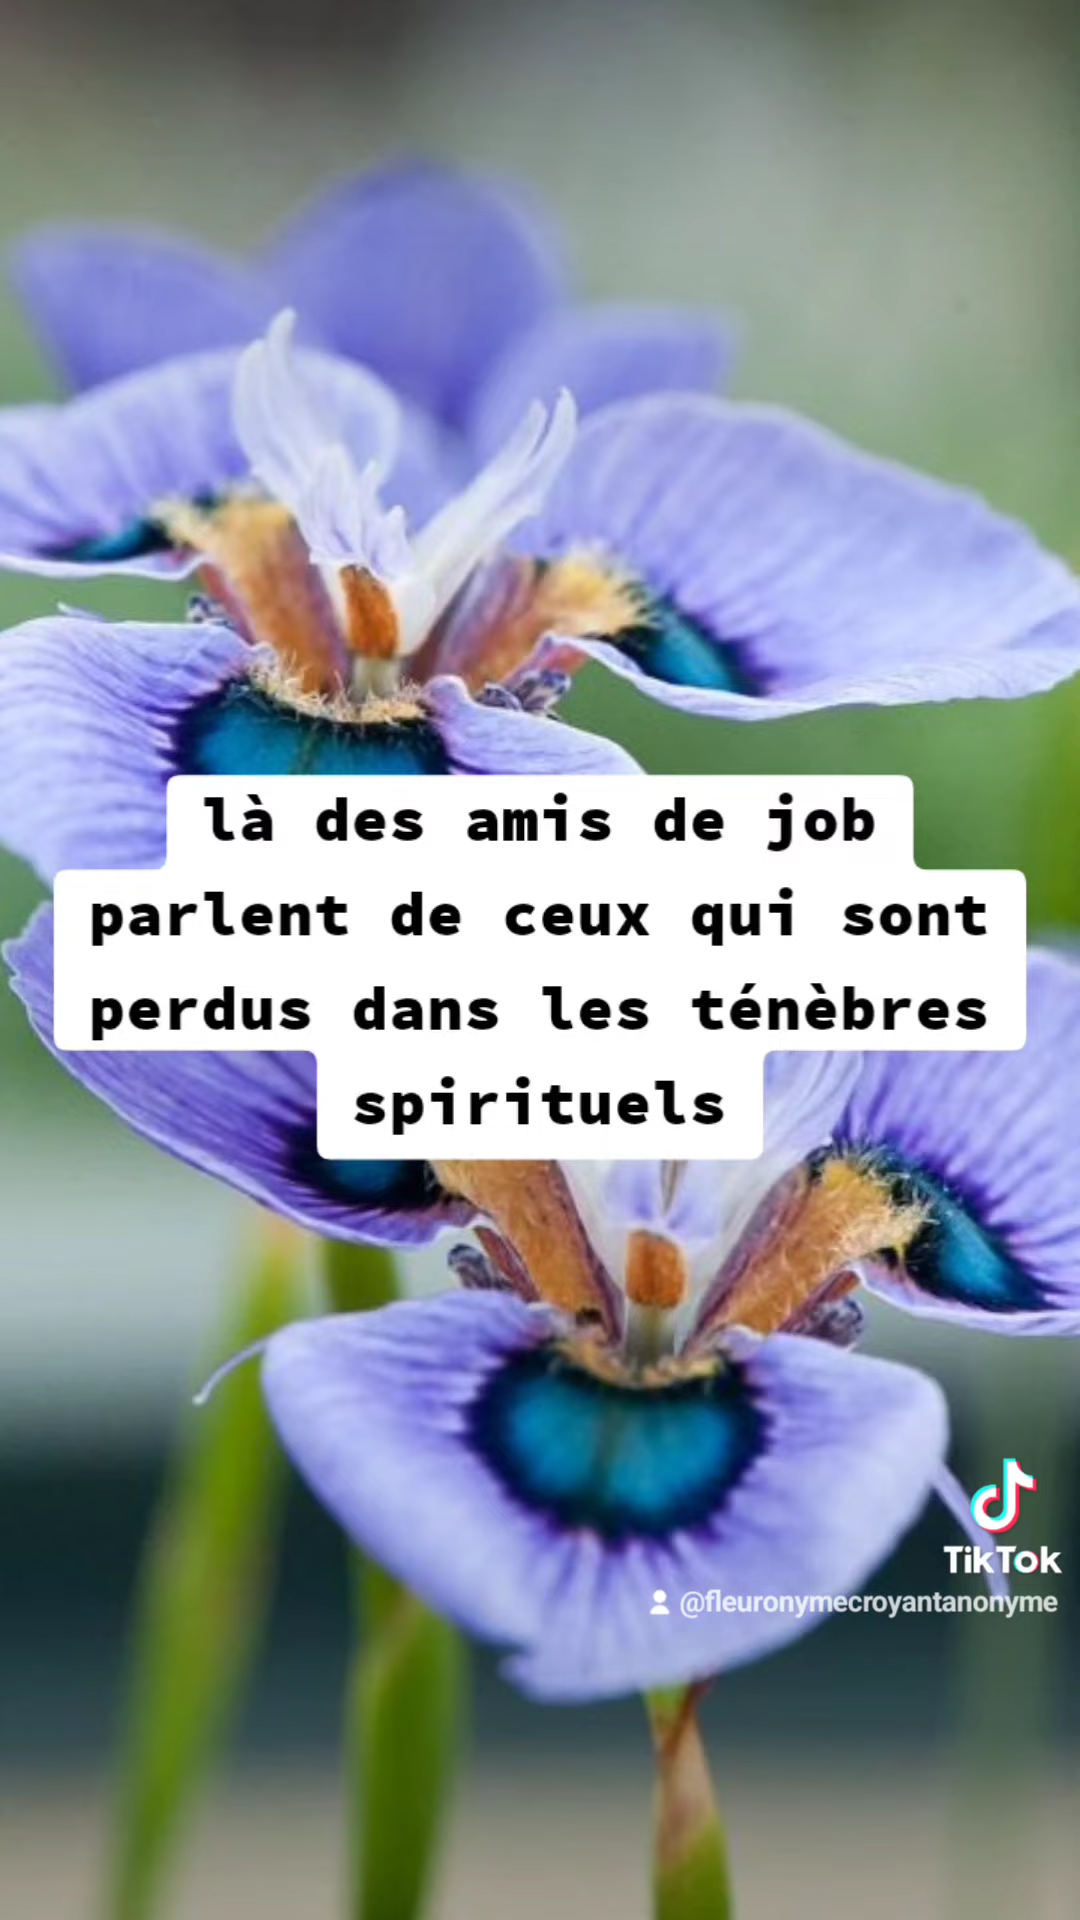 là des amis de job
parlent de ceux qui sont
perdus dans les ténèbres
spirituels
TikTok
@fleuronymecroyantanonyme